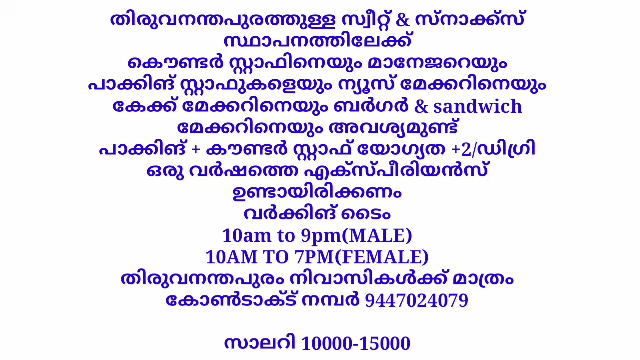 തിരുവനന്തപുരത്തുള്ള സ്വീറ്റ് & സ്നാക്ക്സ്
സ്ഥാപനത്തിലേക്ക്
കൌണ്ടർ സ്റ്റാഫിനെയും മാനേജറെയും
പാക്കിങ് സ്റ്റാഫുകളെയും ന്യൂസ് മേക്കറിനെയും
കേക്ക് മേക്കറിനെയും ബർഗർ & sandwich
മേക്കറിനെയും അവശ്യമുണ്ട്
പാക്കിങ് + കൗണ്ടർ സ്റ്റാഫ് യോഗ്യത +2/ഡിഗ്രി
ഒരു വർഷത്തെ എക്സ്പീരിയൻസ്
ഉണ്ടായിരിക്കണം
വർക്കിങ് ടൈം
10am to 9pm(MALE)
10AM TO 7PM(FEMALE)
തിരുവനന്തപുരം നിവാസികൾക്ക് മാത്രം
കോൺടാക്ട് നമ്പർ 9447024079
സാലറി 10000-15000